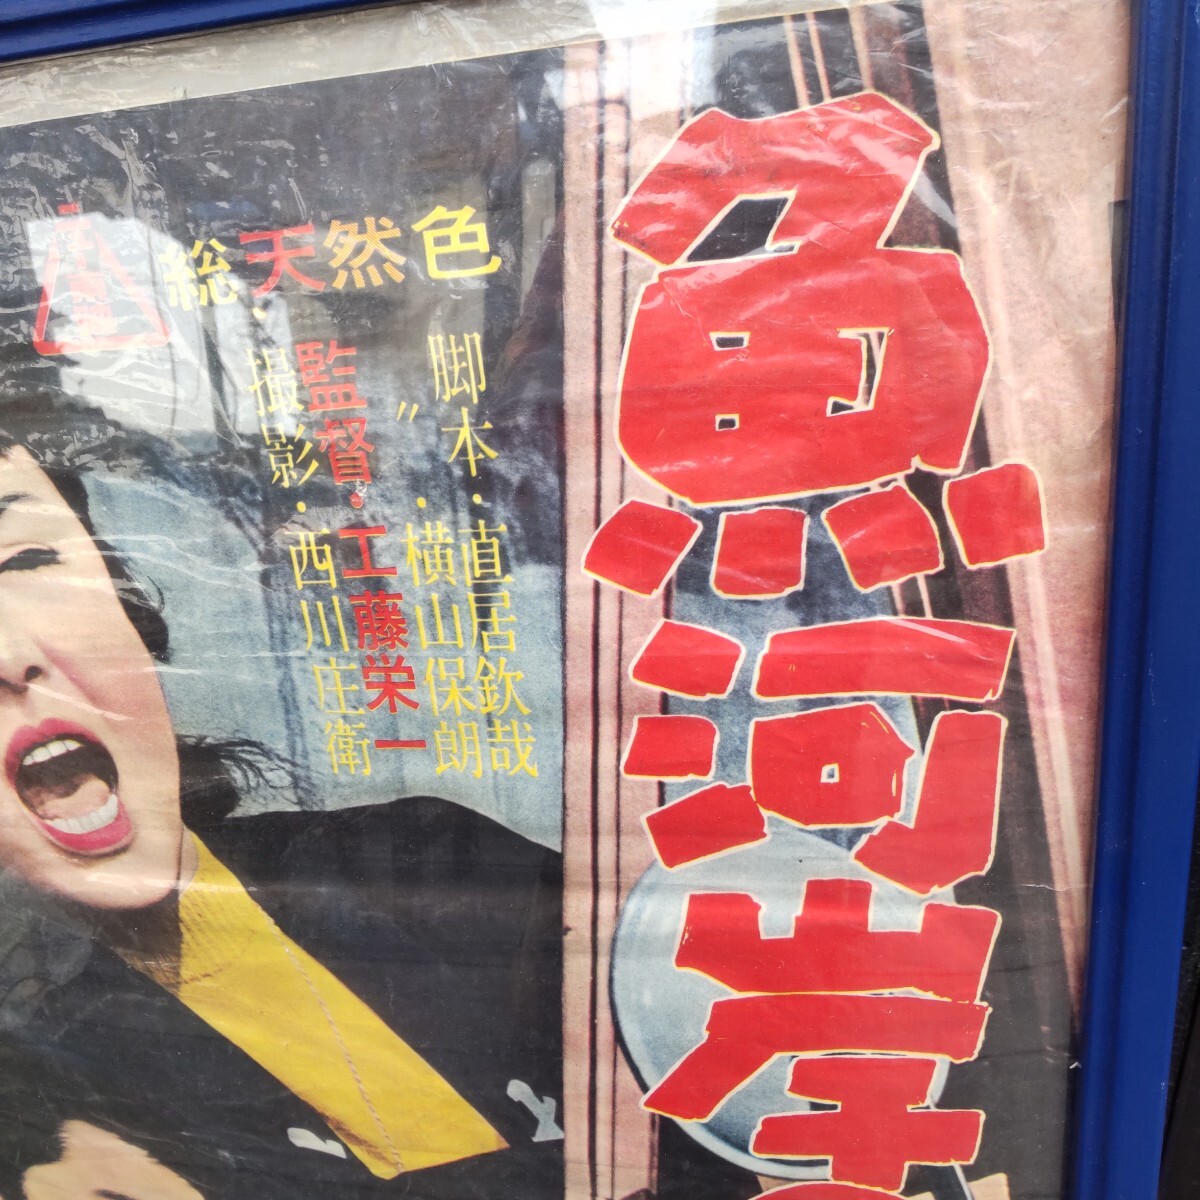 魚河岸
総天然色
脚本・直居欽哉
〃・横山保朗
監督・工藤栄一
撮影・西川庄衛